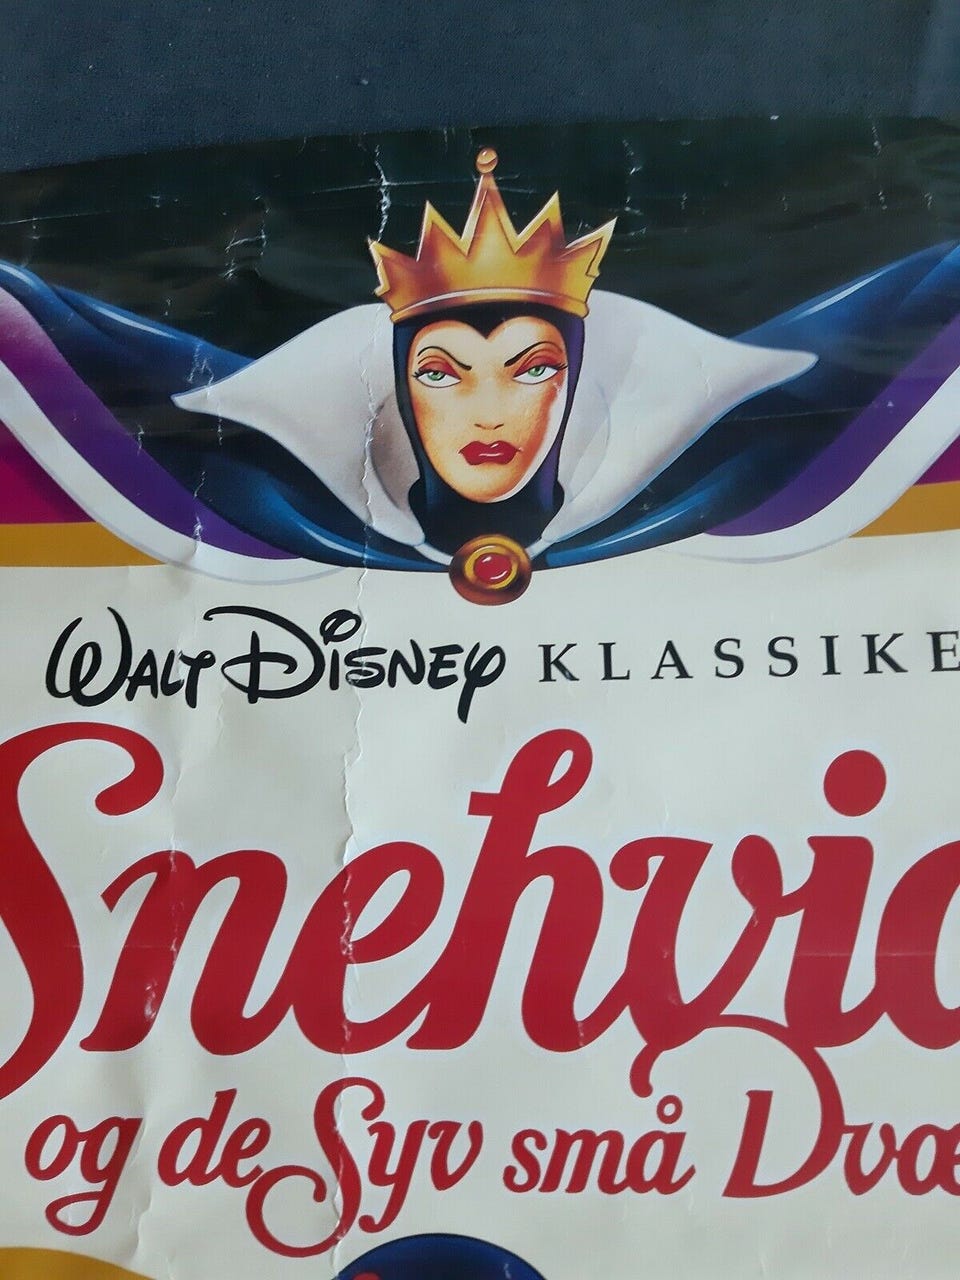 WALT DISNEY KLASSIKE
Snehvid
og de Syv små Dvæ